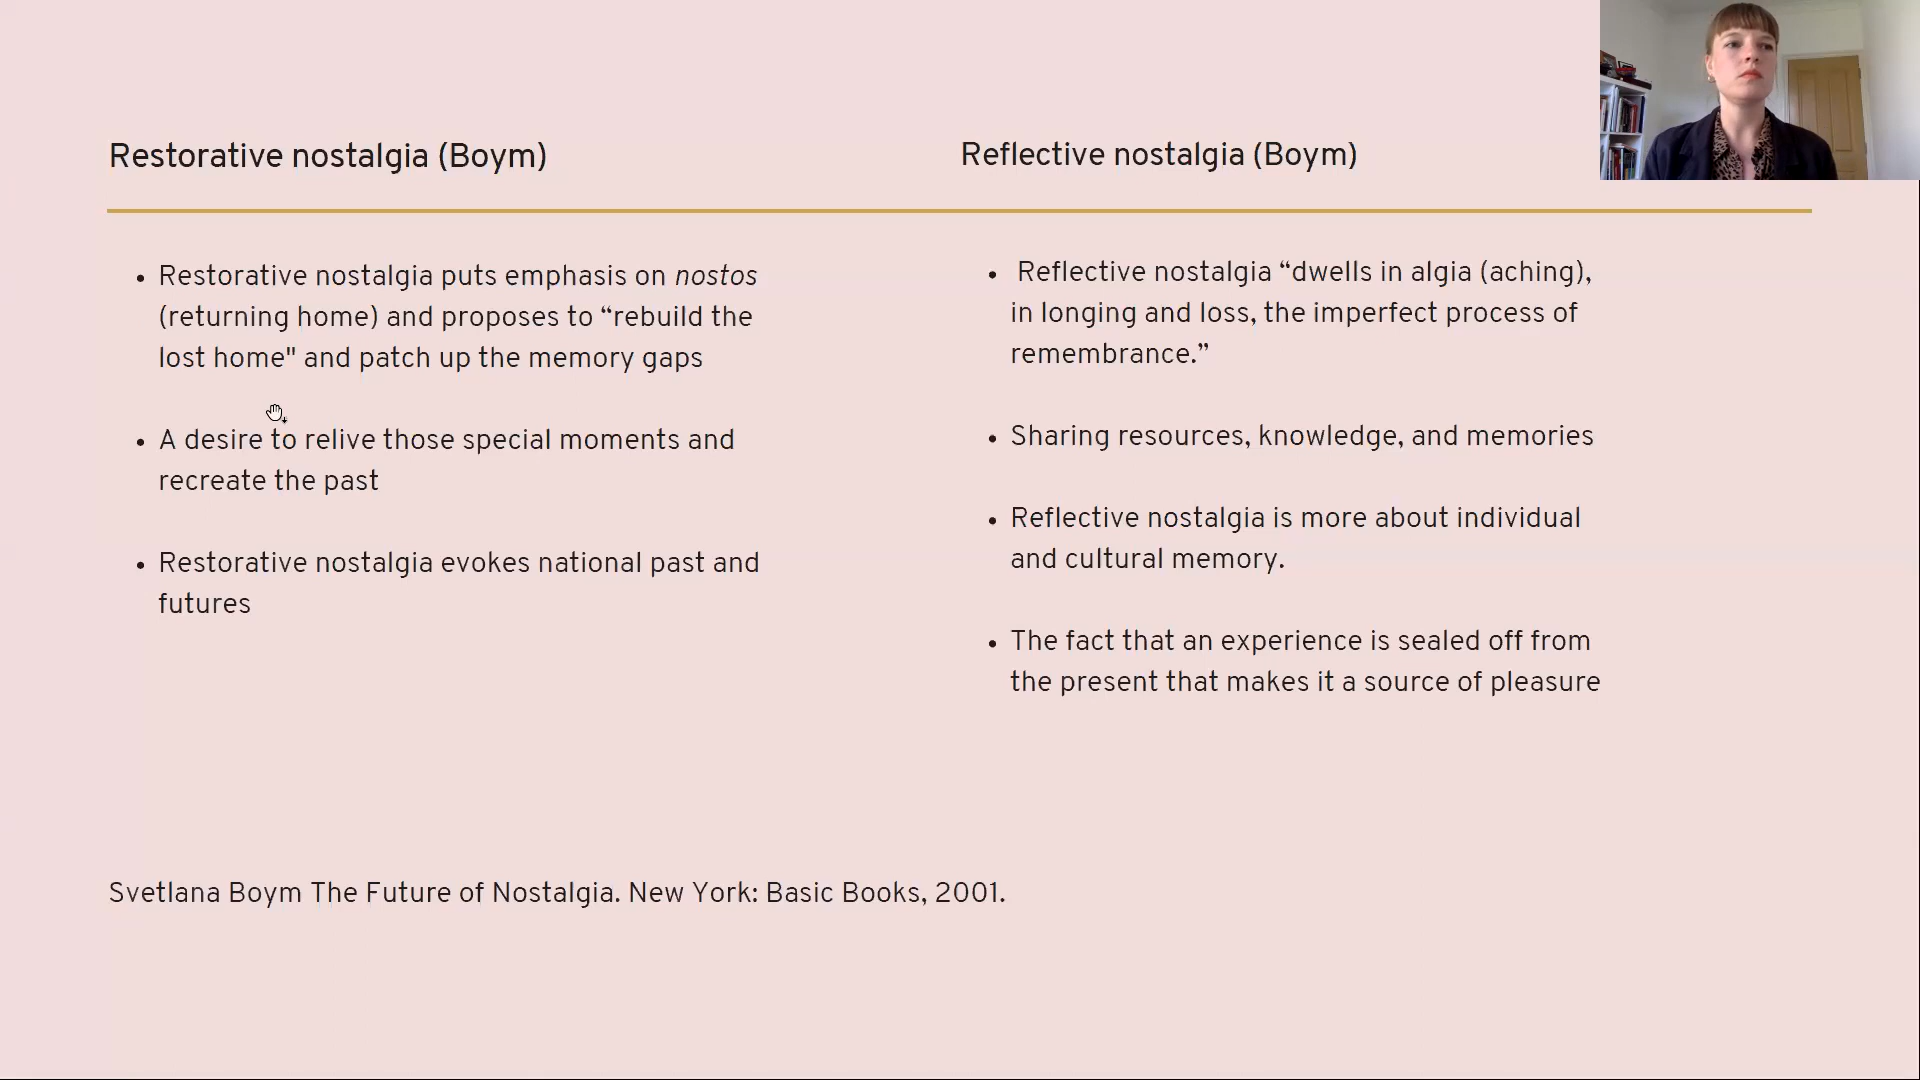 Restorative nostalgia (Boym)
• Restorative nostalgia puts emphasis on nostos
(returning home) and proposes to “rebuild the
lost home" and patch up the memory gaps
• A desire to relive those special moments and
recreate the past
• Restorative nostalgia evokes national past and
futures
Reflective nostalgia (Boym)
• Reflective nostalgia “dwells in algia (aching),
in longing and loss, the imperfect process of
remembrance.”
• Sharing resources, knowledge, and memories
• Reflective nostalgia is more about individual
and cultural memory.
• The fact that an experience is sealed off from
the present that makes it a source of pleasure
Svetlana Boym The Future of Nostalgia. New York: Basic Books, 2001.